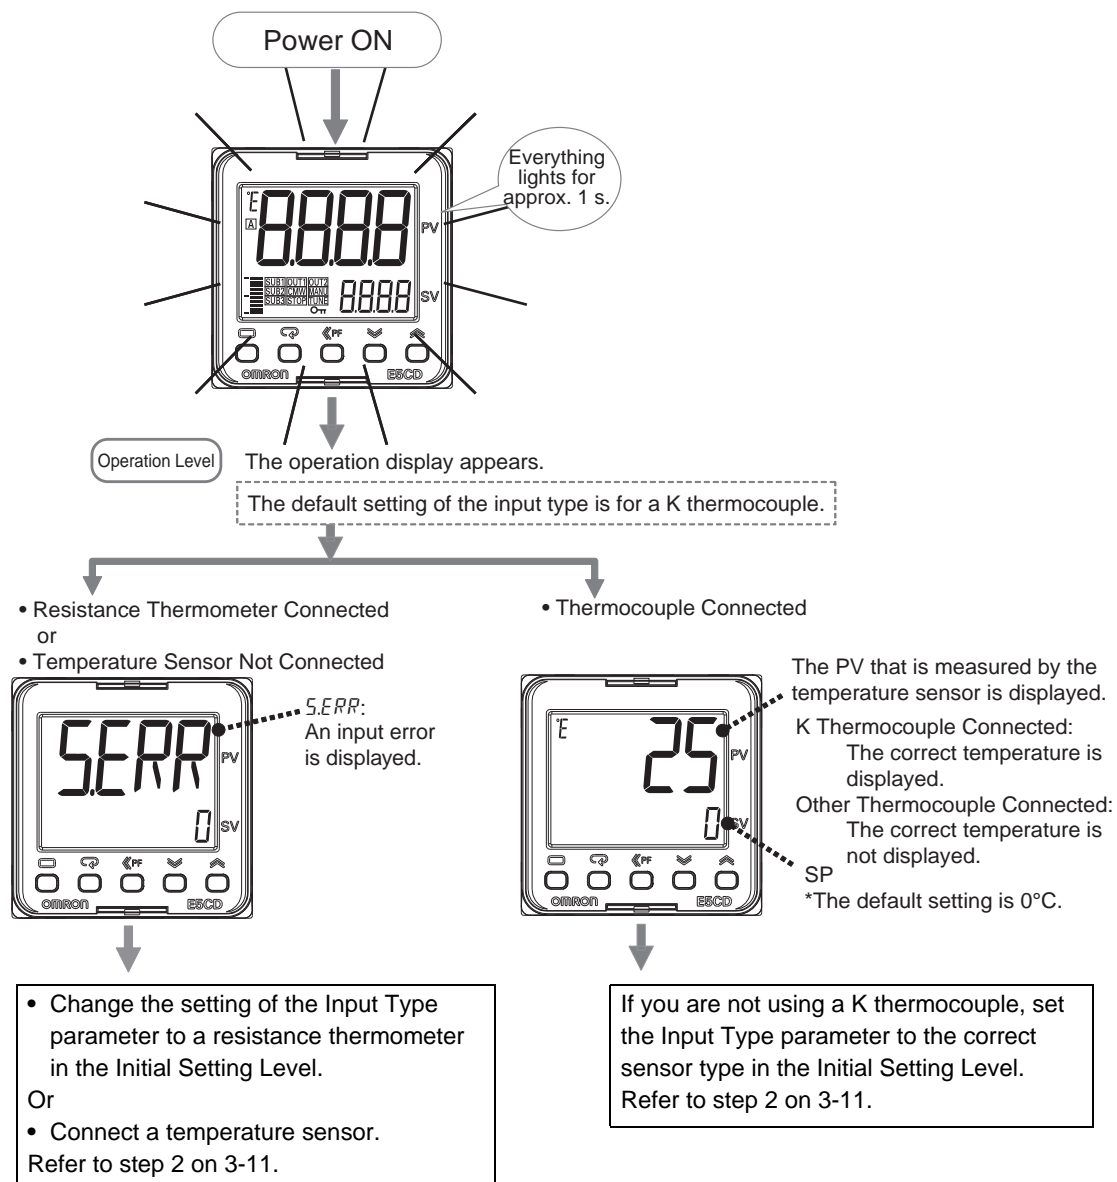 Power ON
Everything
lights for
approx. 1 s.
°E
A
8.8.8.8
PV
SUB1 OUT1 OUT2
SUB2 CMW MANU
SUB3 STOP TUNE
8.8.8.8
SV
PF
OMRON E5CD
Operation Level
The operation display appears.
The default setting of the input type is for a K thermocouple.
• Resistance Thermometer Connected
or
• Temperature Sensor Not Connected
S.ERR
PV
0
SV
PF
OMRON E5CD
S.ERR:
An input error
is displayed.
• Thermocouple Connected
°E
25
PV
0
SV
PF
OMRON E5CD
The PV that is measured by the
temperature sensor is displayed.
K Thermocouple Connected:
The correct temperature is
displayed.
Other Thermocouple Connected:
The correct temperature is
not displayed.
SP
*The default setting is 0°C.
• Change the setting of the Input Type
parameter to a resistance thermometer
in the Initial Setting Level.
Or
• Connect a temperature sensor.
Refer to step 2 on 3-11.
If you are not using a K thermocouple, set
the Input Type parameter to the correct
sensor type in the Initial Setting Level.
Refer to step 2 on 3-11.